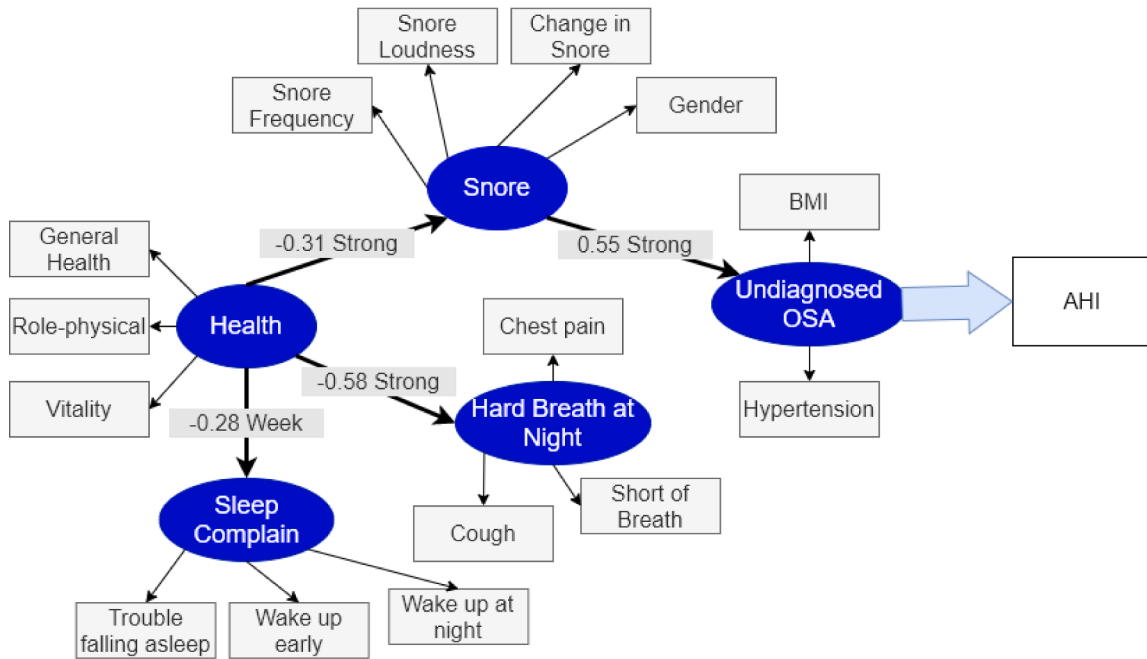 Snore
Loudness
Change in
Snore
Snore
Frequency
Gender
Snore
BMI
General
Health
-0.31 Strong
0.55 Strong
Undiagnosed
OSA
AHI
Role-physical
Health
Chest pain
Vitality
-0.58 Strong
-0.28 Week
Hard Breath at
Night
Hypertension
Sleep
Complain
Cough
Short of
Breath
Trouble
falling asleep
Wake up
early
Wake up at
night